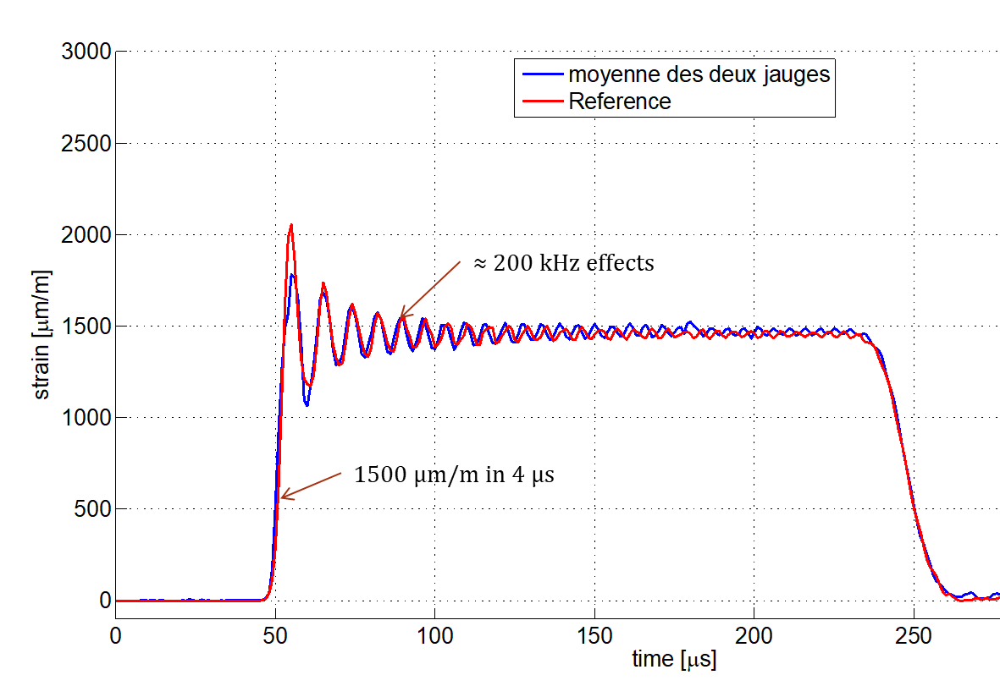 3000
moyenne des deux jauges
Reference
2500
2000
≈ 200 kHz effects
1500
strain [μm/m]
1000
1500 μm/m in 4 μs
500
0
0 50 100 150 200 250
time [μs]